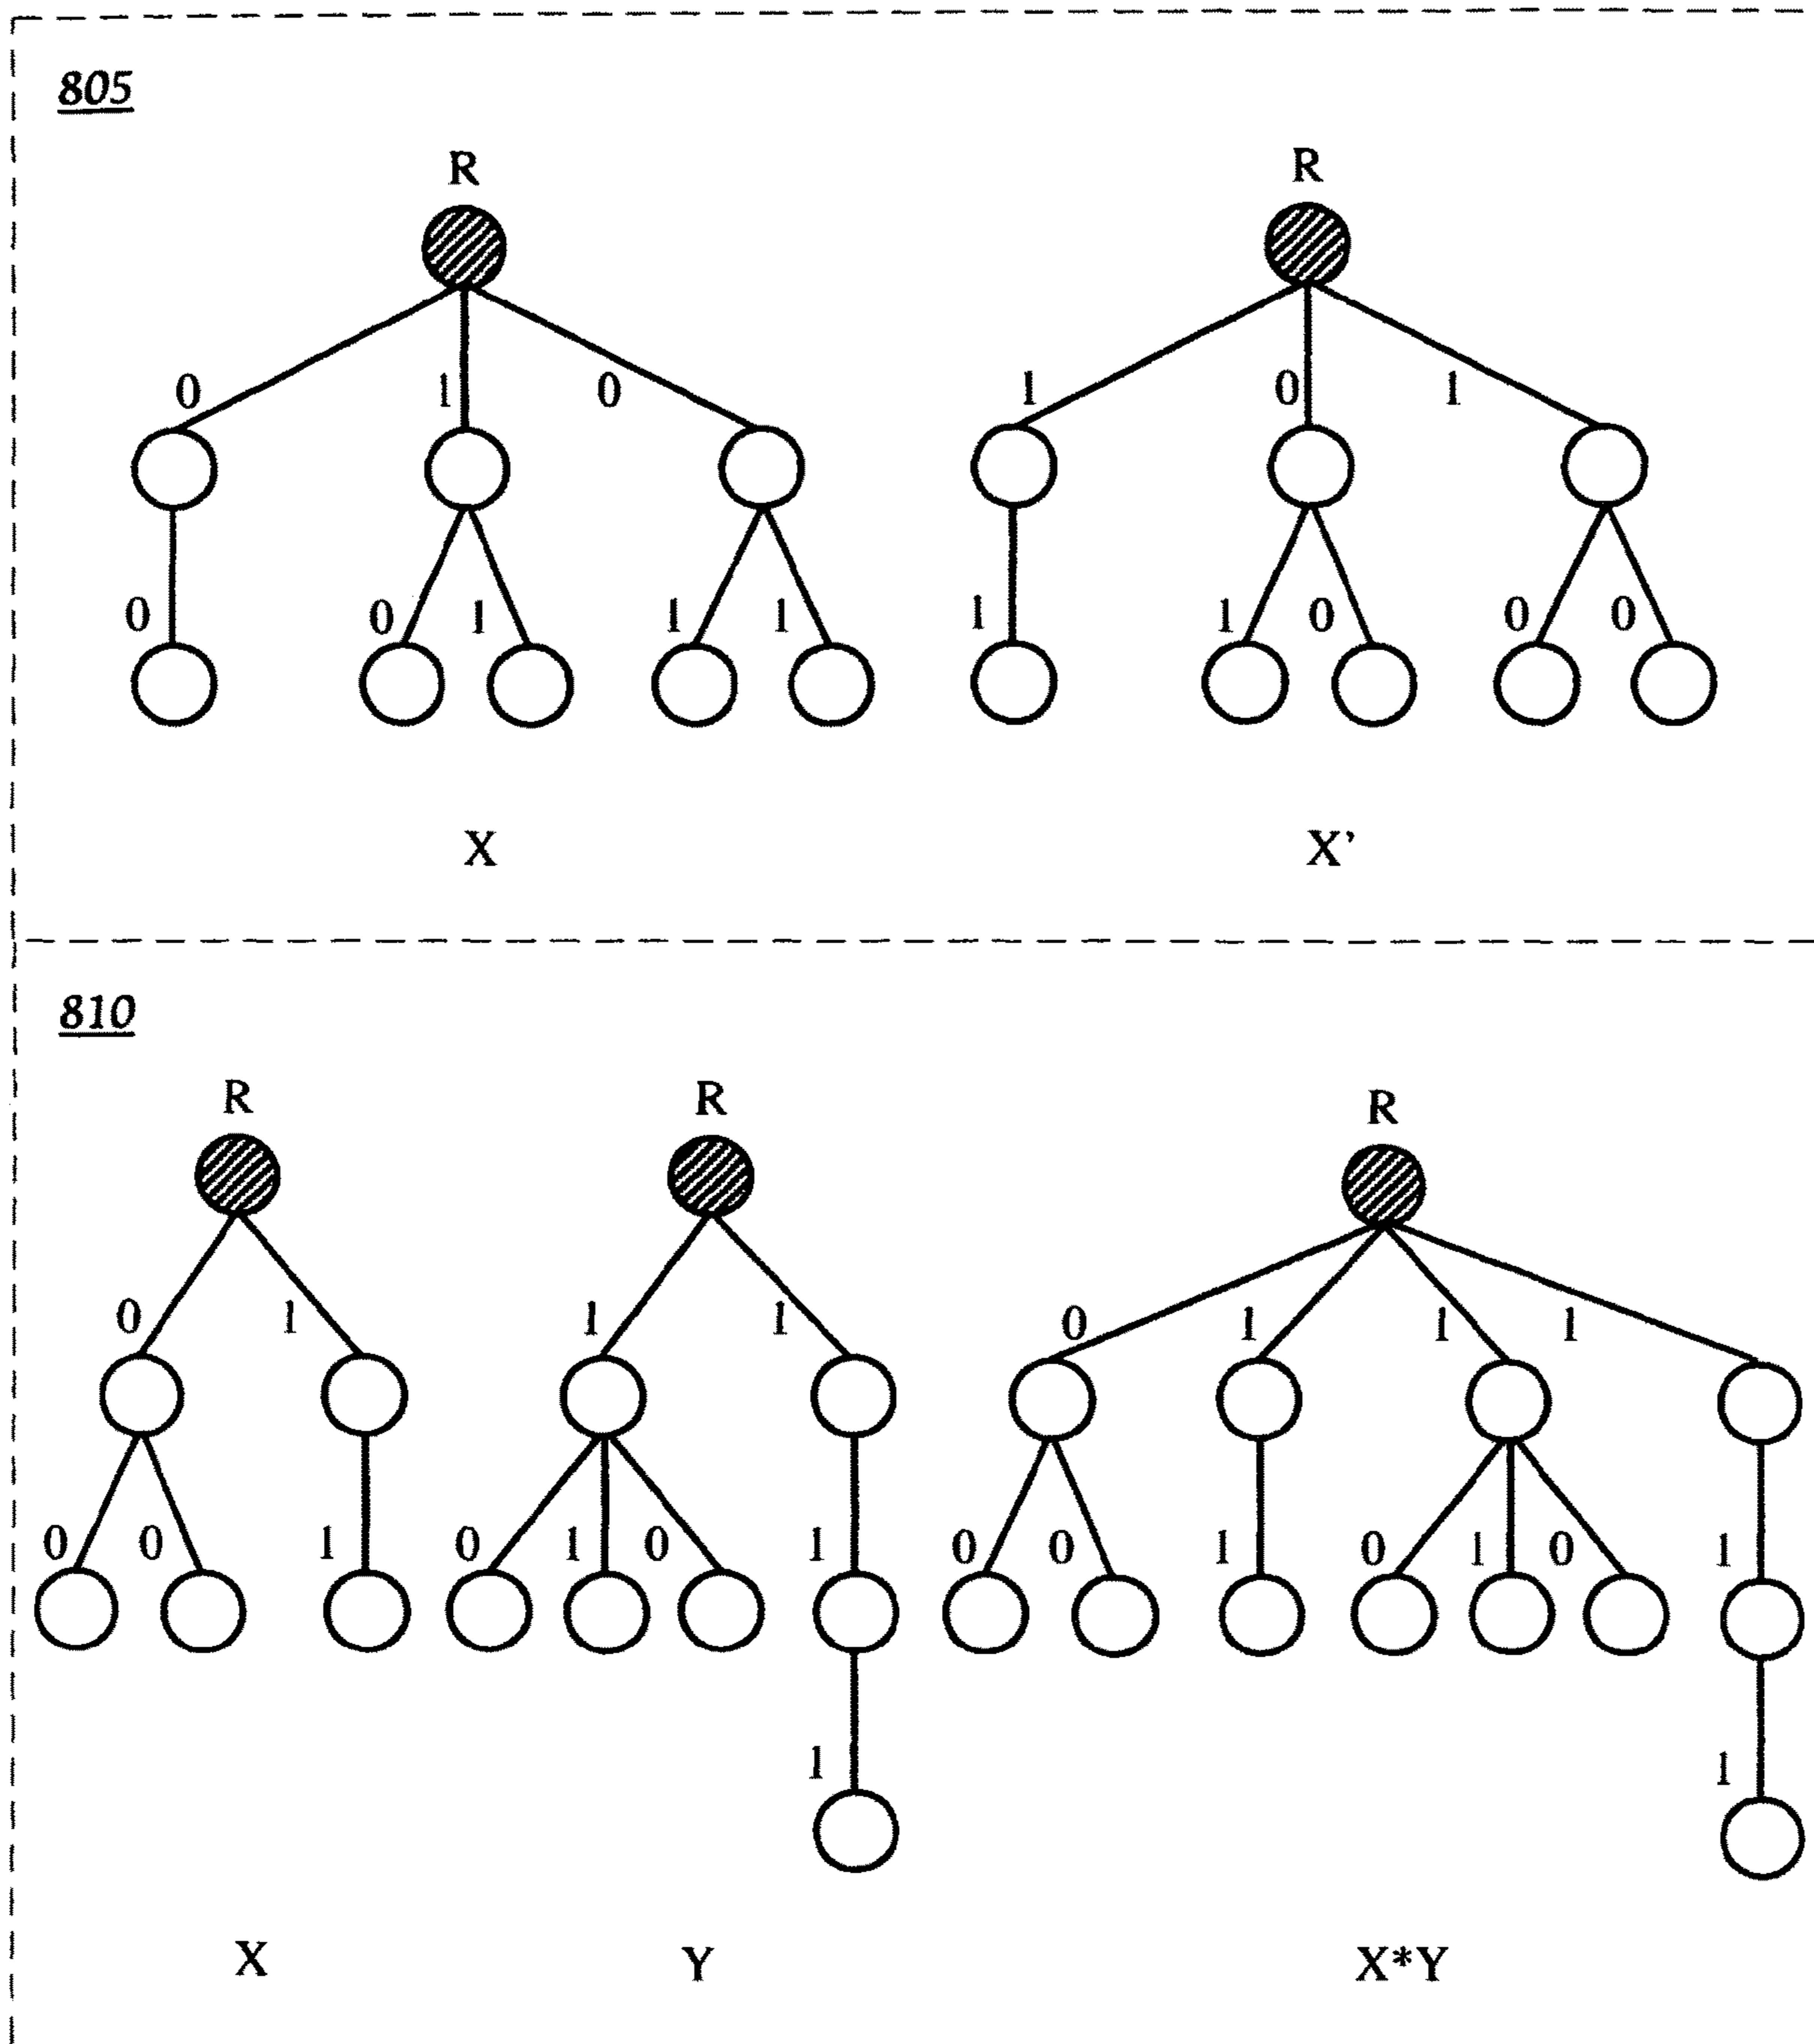 805
R R
0 1 0 1 0 1
0 0 1 1 1 1 1 0 0 0
X X'
810
R R R
0 1 1 1 0 1 1 1
0 0 1 0 1 0 1 0 0 1 0 1 0 1
1 1
X Y X*Y